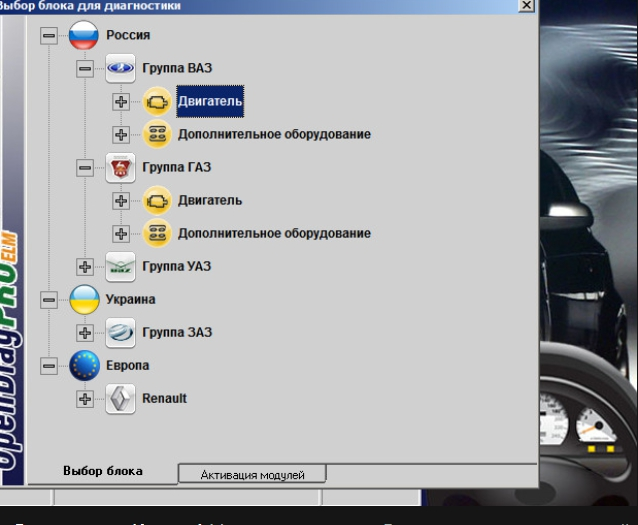 Выбор блока для диагностики
Россия
Группа ВАЗ
Двигатель
Дополнительное оборудование
Группа ГАЗ
Двигатель
Дополнительное оборудование
Группа УАЗ
Украина
Группа ЗАЗ
Европа
Renault
OpenDiagPRO ELM
Выбор блока
Активация модулей